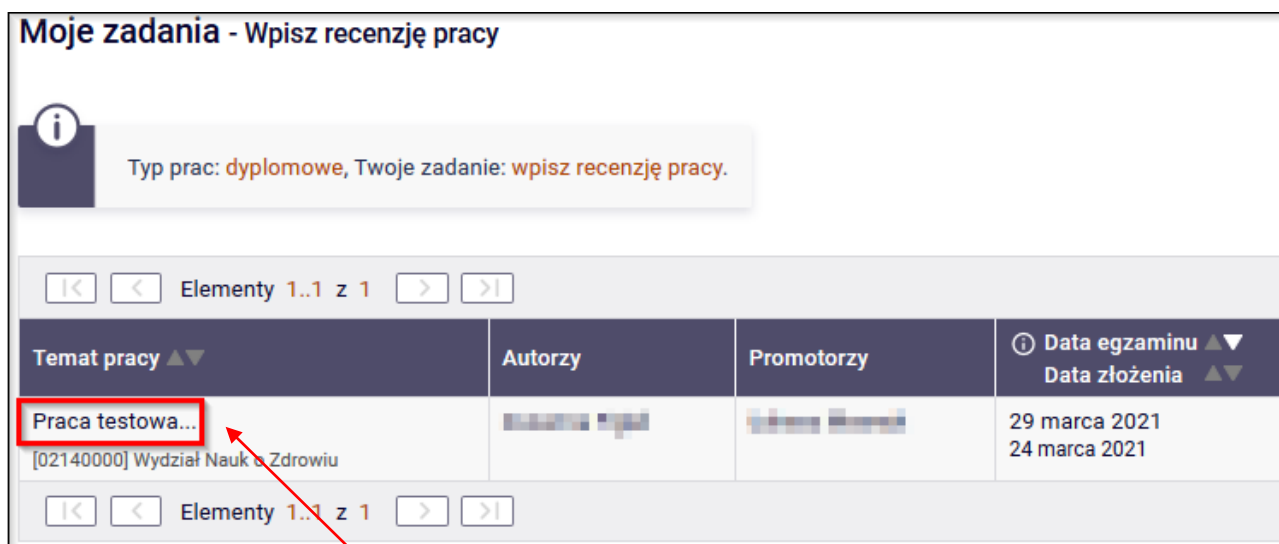 Moje zadania - Wpisz recenzję pracy
Typ prac: dyplomowe, Twoje zadanie: wpisz recenzję pracy.
Elementy 1..1 z 1
Temat pracy Autorzy Promotorzy Data egzaminu
Data złożenia
Praca testowa... 29 marca 2021
24 marca 2021
[02140000] Wydział Nauk o Zdrowiu
Elementy 1..1 z 1